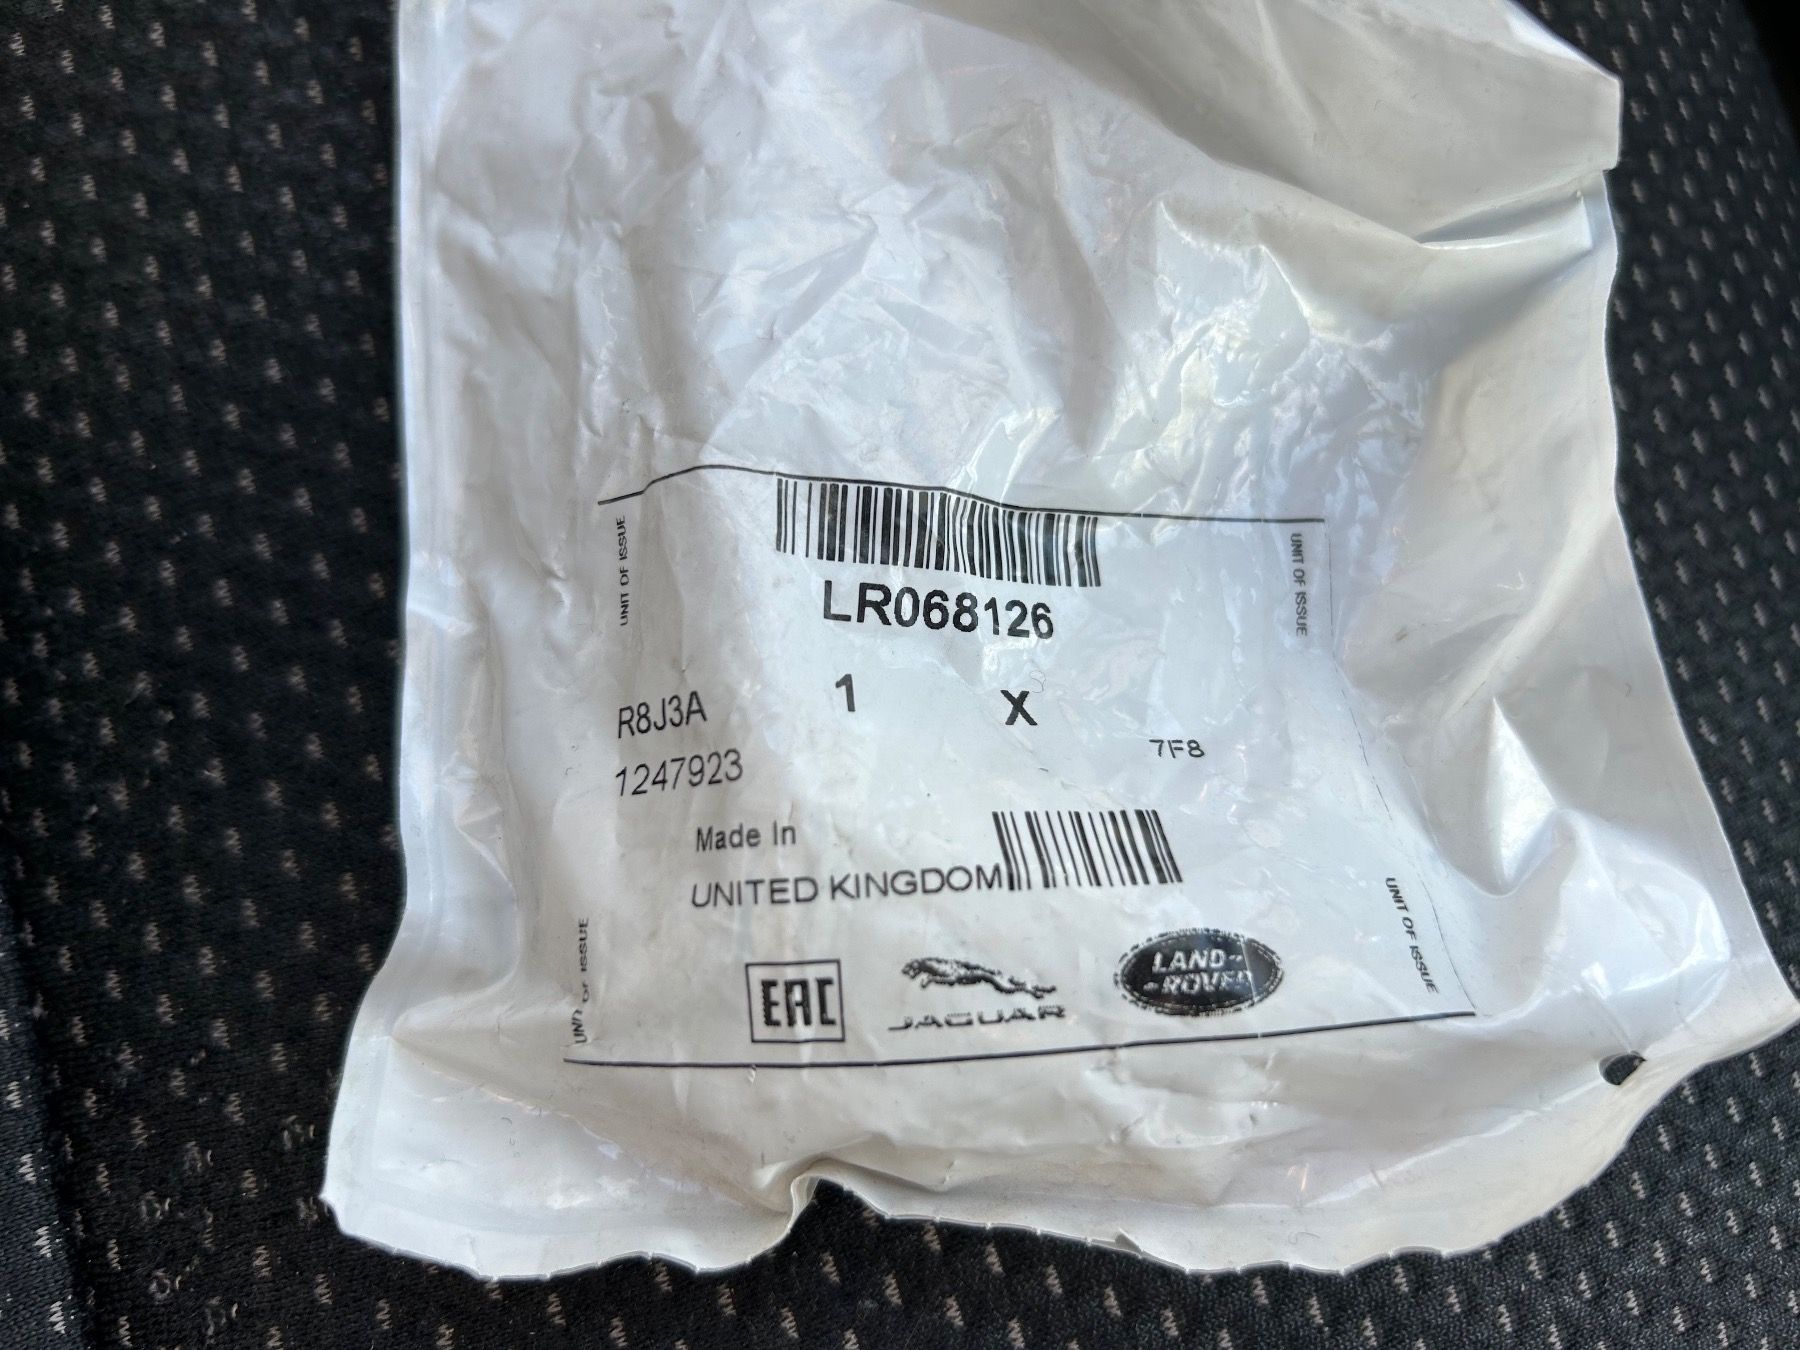 UNIT OF ISSUE
UNIT OF ISSUE
LR068126
1 X
R8J3A
7F8
1247923
Made In
UNITED KINGDOM
UNIT OF ISSUE
UNIT OF ISSUE
EAC
JAGUAR
LAND-
-ROVER